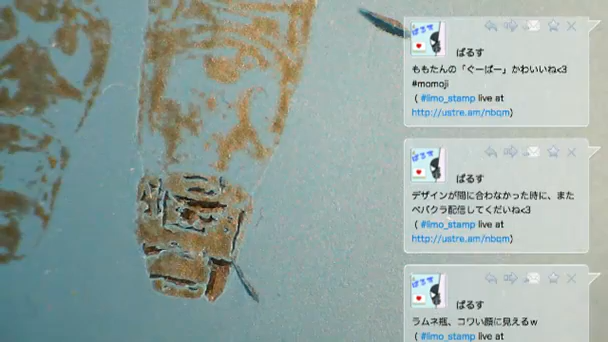 ぱるす
ももたんの「ぐーぱー」かわいいね<3
#momoji
( #limo_stamp live at
http://ustre.am/nbqm)
ぱるす
デザインが間に合わなかった時に、また
ペパクラ配信してくだいね<3
( #limo_stamp live at
http://ustre.am/nbqm)
ぱるす
ラムネ瓶、コワい顔に見えるw
( #limo_stamp live at